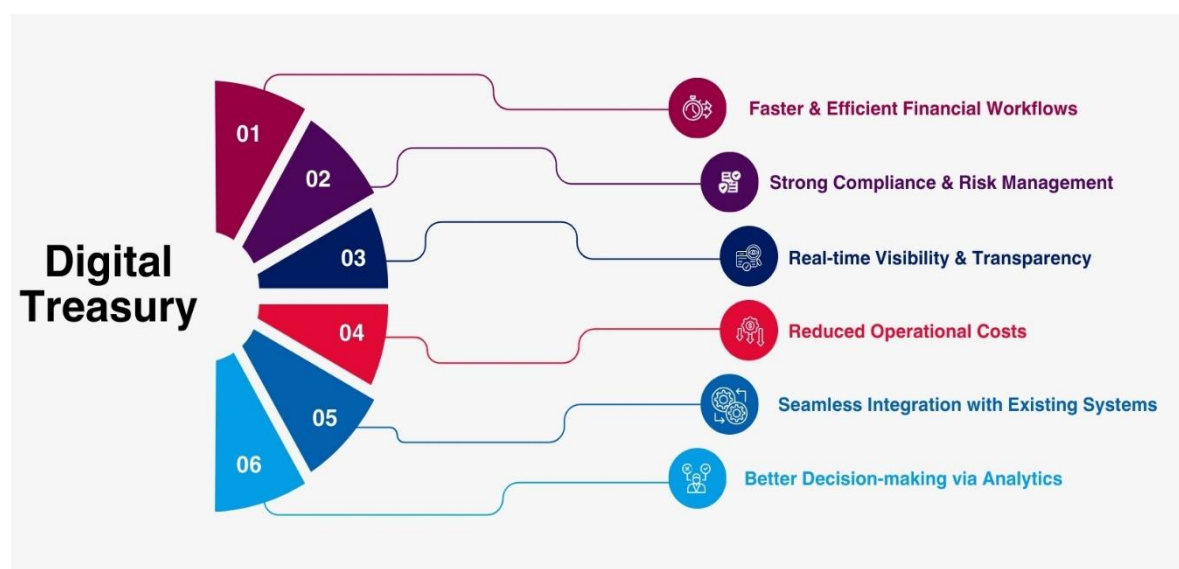 Digital
Treasury
01
Faster & Efficient Financial Workflows
02
Strong Compliance & Risk Management
03
Real-time Visibility & Transparency
04
Reduced Operational Costs
05
Seamless Integration with Existing Systems
06
Better Decision-making via Analytics